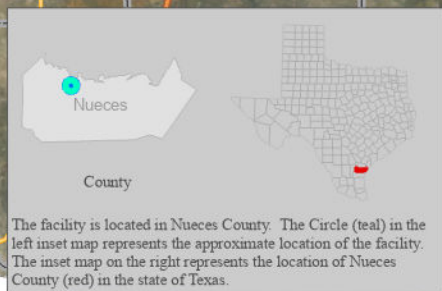 Nueces
County
The facility is located in Nueces County. The Circle (teal) in the
left inset map represents the approximate location of the facility.
The inset map on the right represents the location of Nueces
County (red) in the state of Texas.